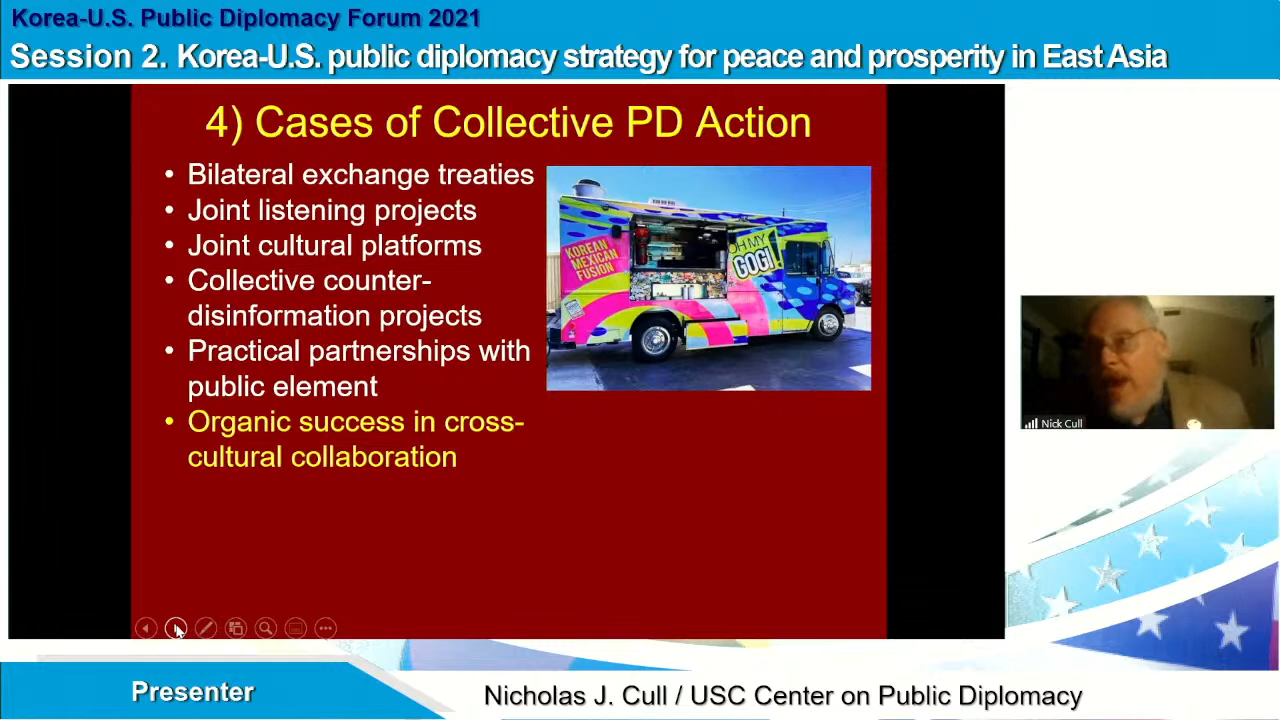 Korea-U.S. Public Diplomacy Forum 2021
Session 2. Korea-U.S. public diplomacy strategy for peace and prosperity in East Asia
4) Cases of Collective PD Action
• Bilateral exchange treaties
• Joint listening projects
• Joint cultural platforms
• Collective counter-
disinformation projects
• Practical partnerships with
public element
• Organic success in cross-
cultural collaboration
KOREAN
MEXICAN
FUSION
OH MY
GOGI!
Nick Cull
Presenter
Nicholas J. Cull / USC Center on Public Diplomacy